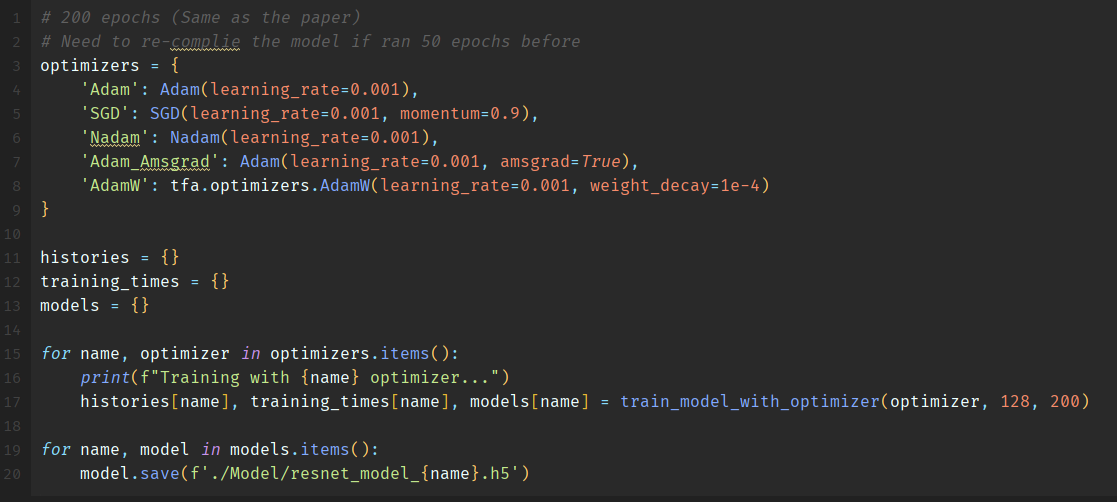 1 # 200 epochs (Same as the paper)
2 # Need to re-complie the model if ran 50 epochs before
3 optimizers = {
4     'Adam': Adam(learning_rate=0.001),
5     'SGD': SGD(learning_rate=0.001, momentum=0.9),
6     'Nadam': Nadam(learning_rate=0.001),
7     'Adam_Amsgrad': Adam(learning_rate=0.001, amsgrad=True),
8     'AdamW': tfa.optimizers.AdamW(learning_rate=0.001, weight_decay=1e-4)
9 }
10
11 histories = {}
12 training_times = {}
13 models = {}
14
15 for name, optimizer in optimizers.items():
16     print(f"Training with {name} optimizer...")
17     histories[name], training_times[name], models[name] = train_model_with_optimizer(optimizer, 128, 200)
18
19 for name, model in models.items():
20     model.save(f'./Model/resnet_model_{name}.h5')